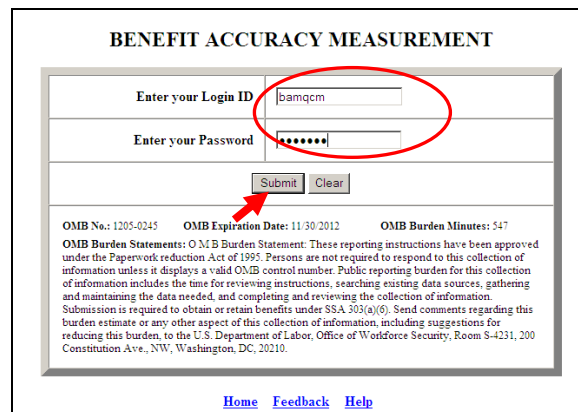 BENEFIT ACCURACY MEASUREMENT
Enter your Login ID bamqcm
Enter your Password •••••••
Submit Clear
OMB No.: 1205-0245 OMB Expiration Date: 11/30/2012 OMB Burden Minutes: 547
OMB Burden Statements: O M B Burden Statement: These reporting instructions have been approved
under the Paperwork reduction Act of 1995. Persons are not required to respond to this collection of
information unless it displays a valid OMB control number. Public reporting burden for this collection
of information includes the time for reviewing instructions, searching existing data sources, gathering
and maintaining the data needed, and completing and reviewing the collection of information.
Submission is required to obtain or retain benefits under SSA 303(a)(6). Send comments regarding this
burden estimate or any other aspect of this collection of information, including suggestions for
reducing this burden, to the U.S. Department of Labor, Office of Workforce Security, Room S-4231, 200
Constitution Ave., NW, Washington, DC, 20210.
Home Feedback Help